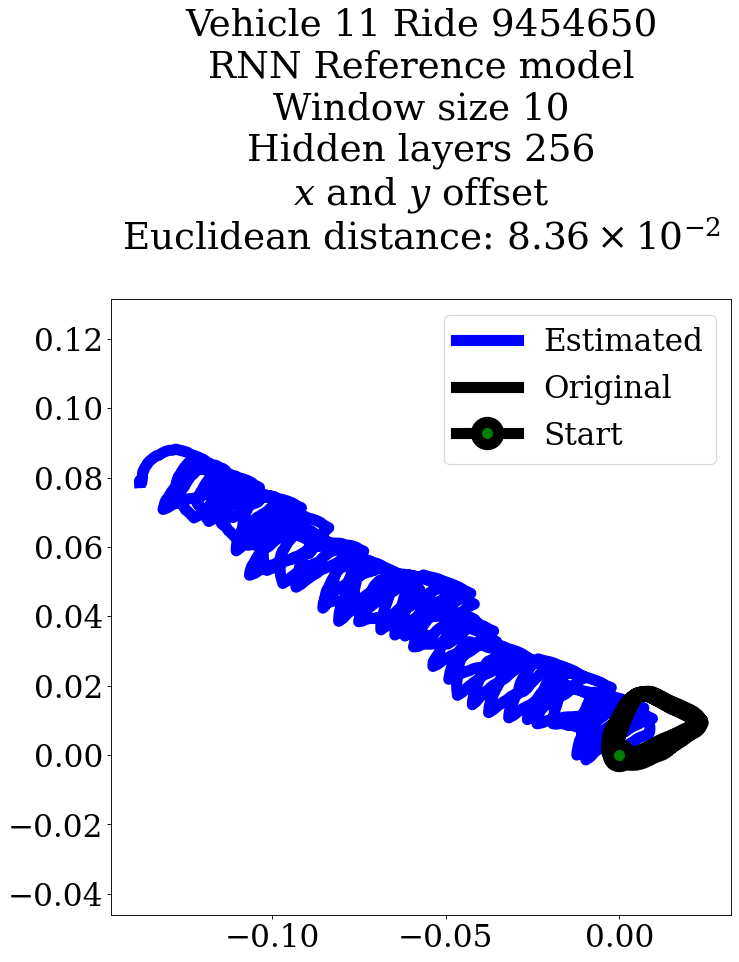 Vehicle 11 Ride 9454650
RNN Reference model
Window size 10
Hidden layers 256
x and y offset
Euclidean distance: 8.36 × 10⁻²
Estimated
Original
Start
0.12
0.10
0.08
0.06
0.04
0.02
0.00
−0.02
−0.04
−0.10 −0.05 0.00